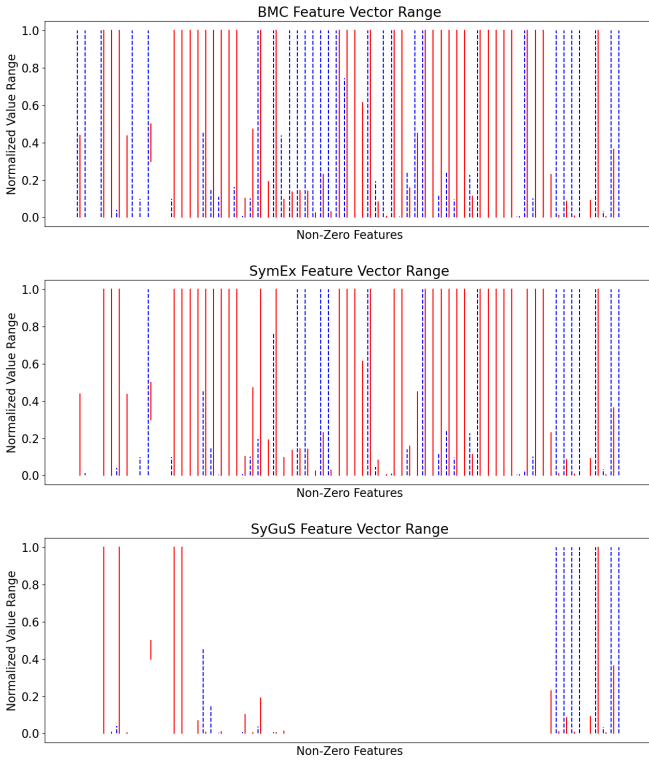 BMC Feature Vector Range
Normalized Value Range
1.0
0.8
0.6
0.4
0.2
0.0
Non-Zero Features
SymEx Feature Vector Range
Normalized Value Range
1.0
0.8
0.6
0.4
0.2
0.0
Non-Zero Features
SyGuS Feature Vector Range
Normalized Value Range
1.0
0.8
0.6
0.4
0.2
0.0
Non-Zero Features